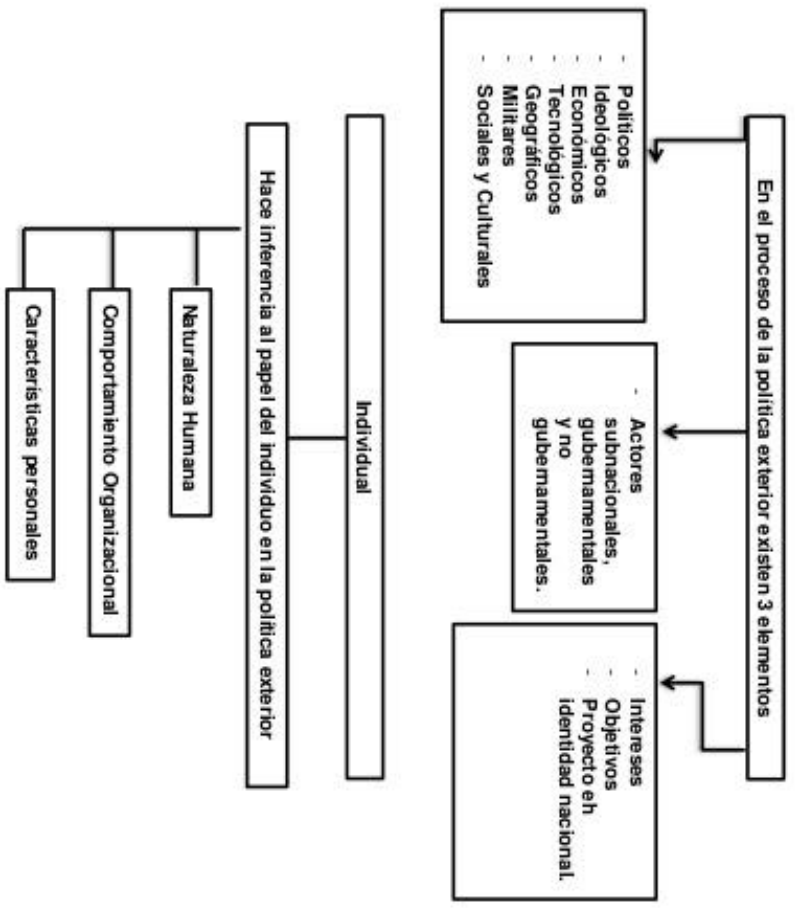 En el proceso de la política exterior existen 3 elementos
- Políticos
- Ideológicos
- Económicos
- Tecnológicos
- Geográficos
- Militares
- Sociales y Culturales
- Actores
subnacionales,
gubernamentales
y no
gubernamentales.
- Intereses
- Objetivos
- Proyecto eh
identidad nacional.
Individual
Hace inferencia al papel del individuo en la política exterior
Naturaleza Humana
Comportamiento Organizacional
Características personales